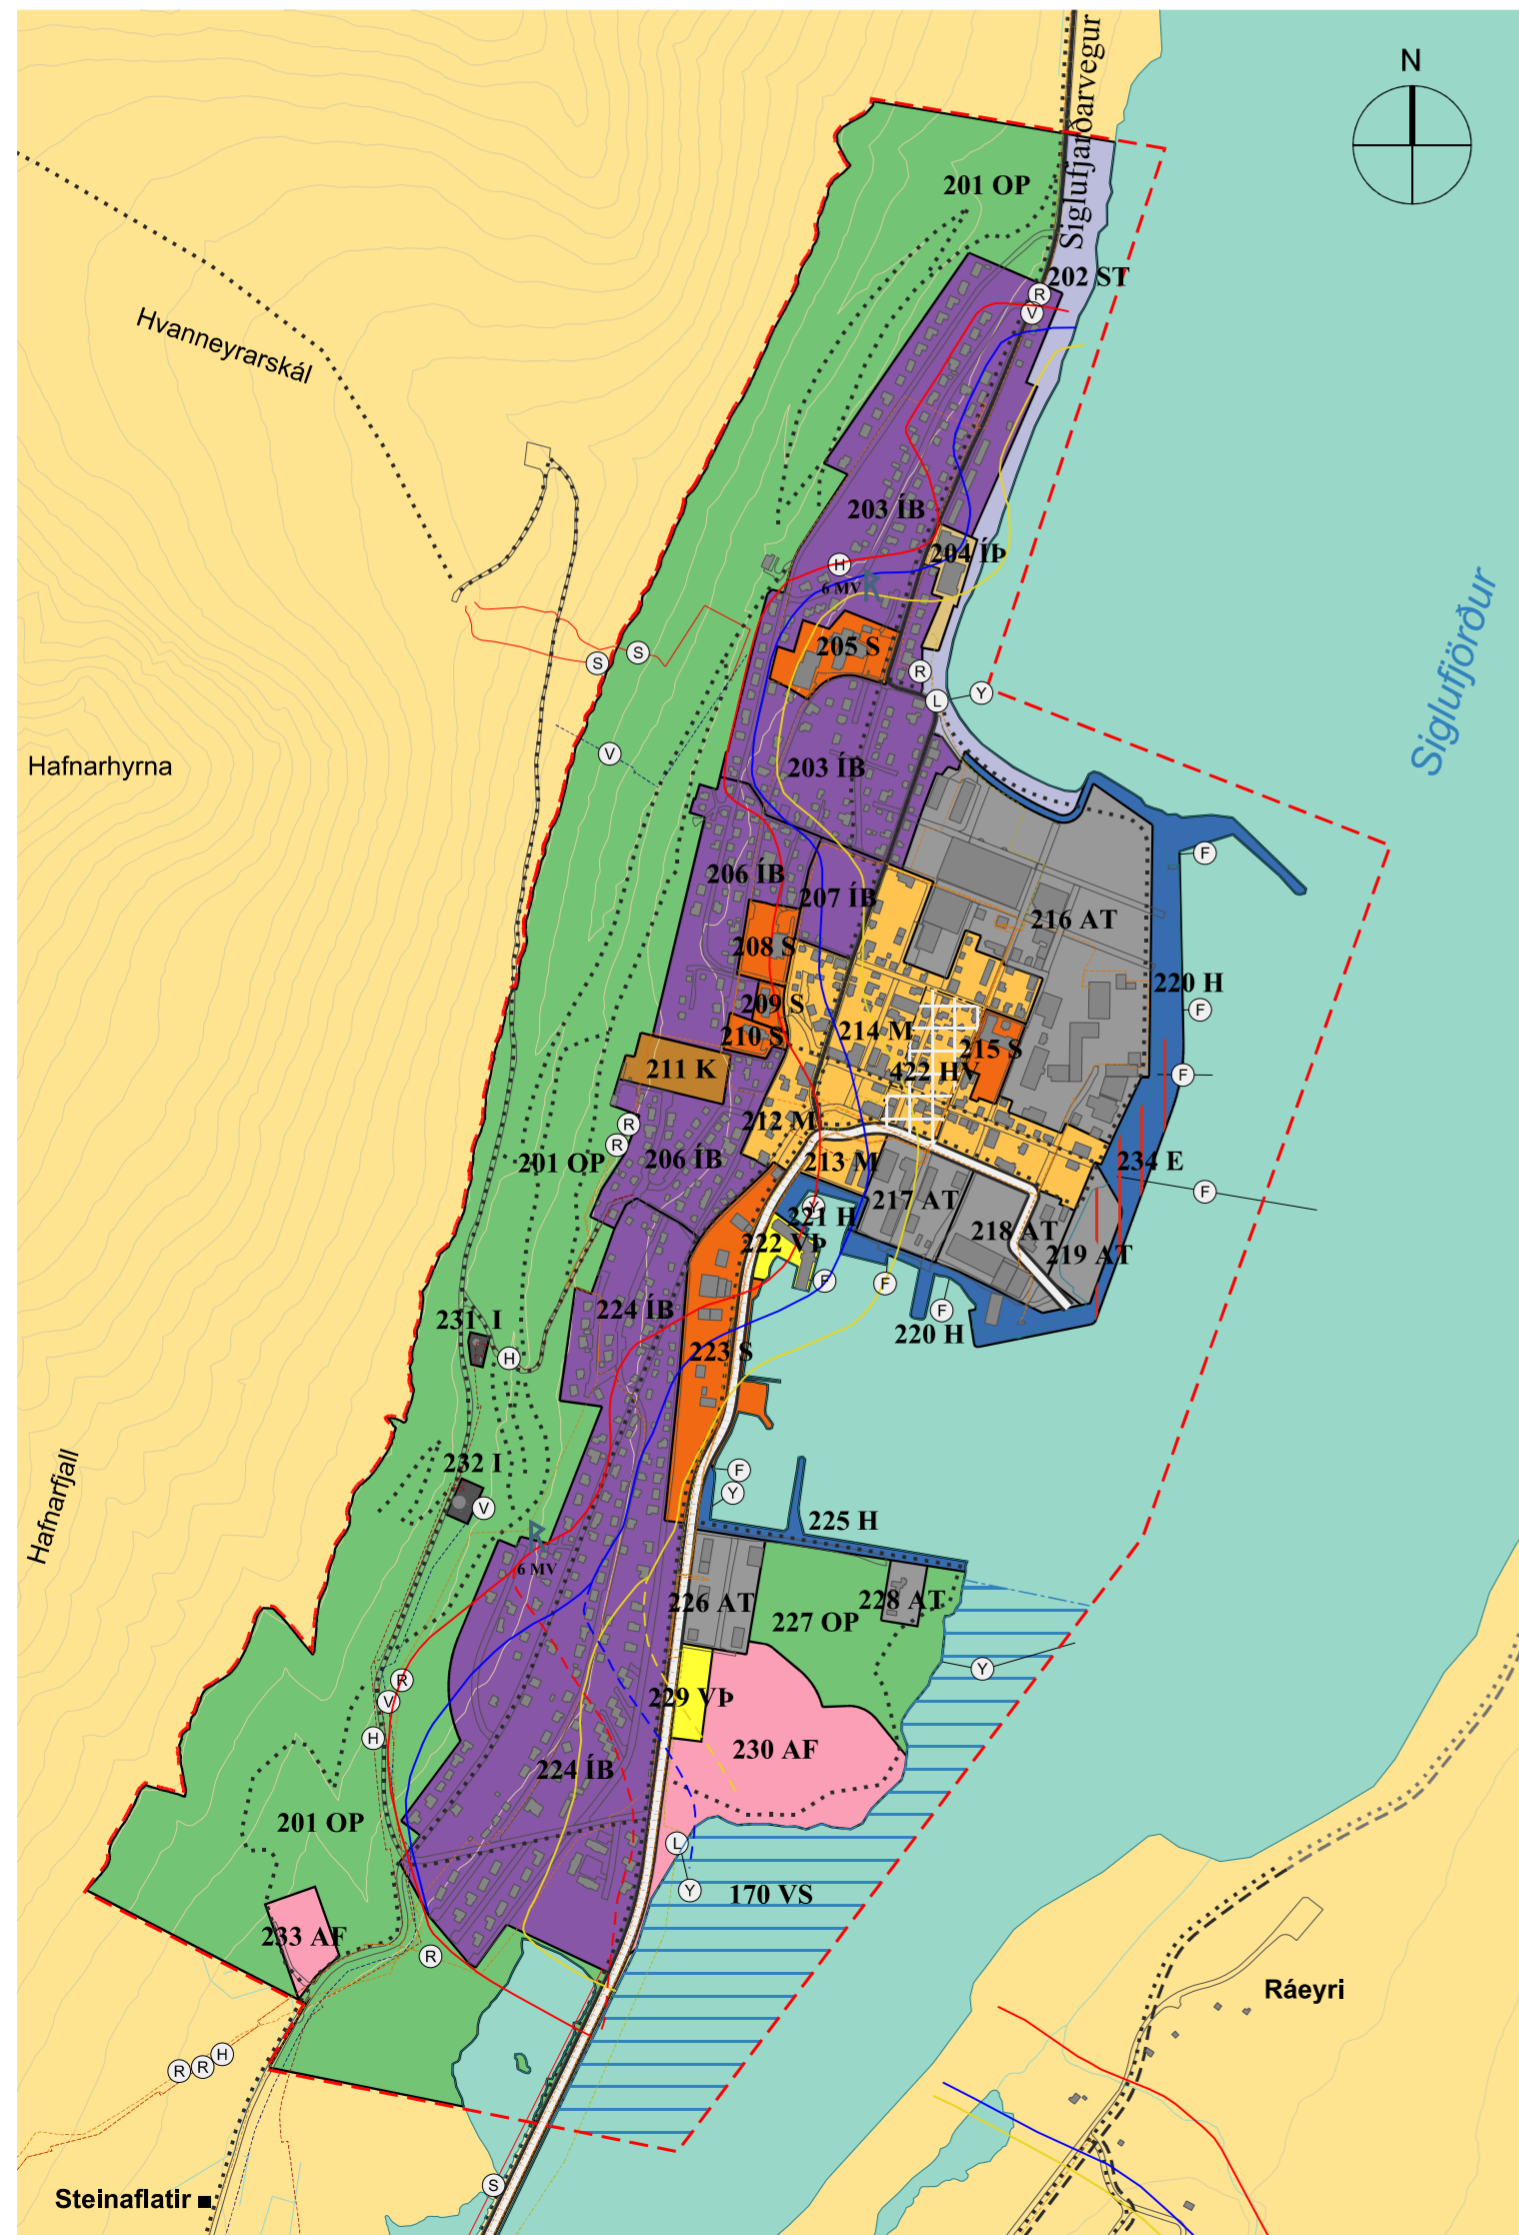 Siglufjarðarvegur
N
201 OP
202 ST
R
V
Hvanneyrarskál
203 ÍB
204 ÍÞ
H
6 MV
205 S
S
S
R
L
Y
V
Hafnarhyrna
203 ÍB
Siglufjörður
F
206 ÍB
207 ÍB
216 AT
208 S
220 H
209 S
F
210 S
214 M
215 S
211 K
422 HV
F
R
212 M
R
201 OP
206 ÍB
213 M
234 E
F
217 AT
Y
221 H
218 AT
222 VÞ
219 AT
F
F
224 ÍB
F
231 I
220 H
H
223 S
232 I
F
Y
V
225 H
Hafnarfjall
6 MV
226 AT
228 AT
227 OP
Y
R
V
229 VÞ
H
230 AF
224 ÍB
201 OP
L
Y
170 VS
233 AF
R
Ráeyri
R
R
H
S
Steinaflatir